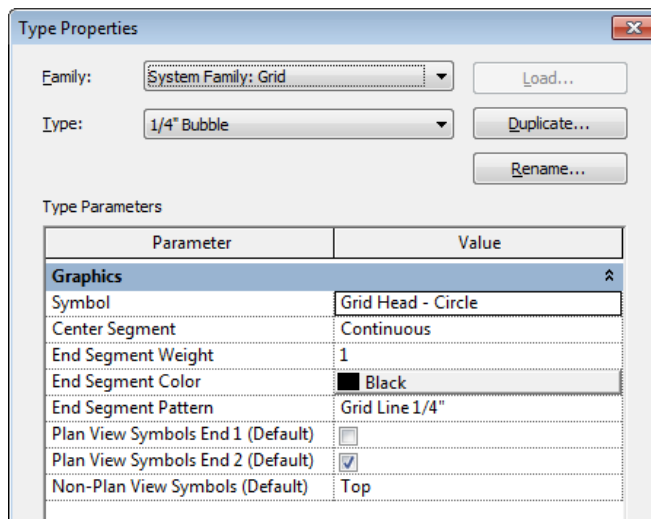 Type Properties
Family: System Family: Grid Load...
Type: 1/4" Bubble Duplicate...
Rename...
Type Parameters
Parameter Value
Graphics
Symbol Grid Head - Circle
Center Segment Continuous
End Segment Weight 1
End Segment Color Black
End Segment Pattern Grid Line 1/4"
Plan View Symbols End 1 (Default)
Plan View Symbols End 2 (Default)
Non-Plan View Symbols (Default) Top